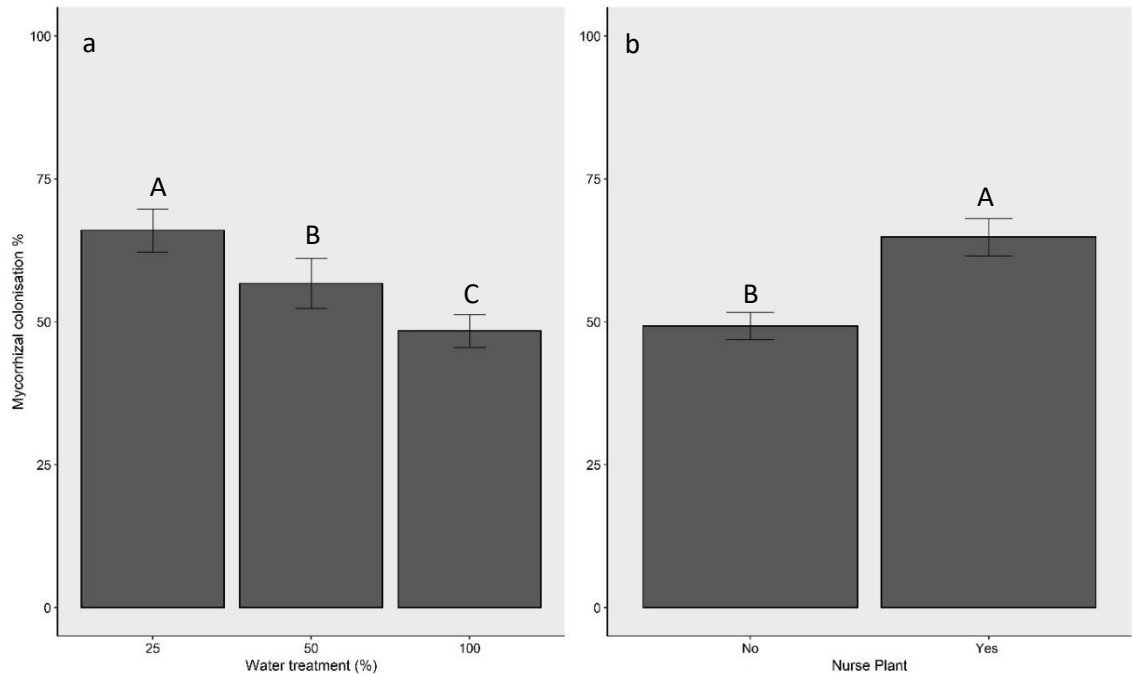 a
100
75
50
25
0
Mycorrhizal colonisation %
A
B
C
25 50 100
Water treatment (%)
b
100
75
50
25
0
B
A
No Yes
Nurse Plant